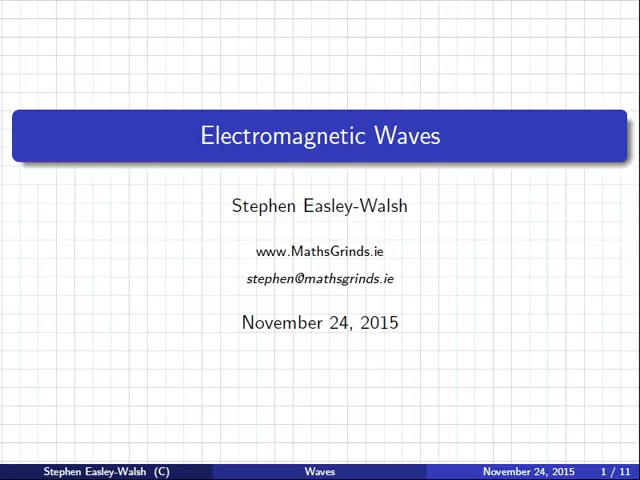 Electromagnetic Waves
Stephen Easley-Walsh
www.MathsGrinds.ie
stephen@mathsgrinds.ie
November 24, 2015
Stephen Easley-Walsh (C) Waves November 24, 2015 1 / 11